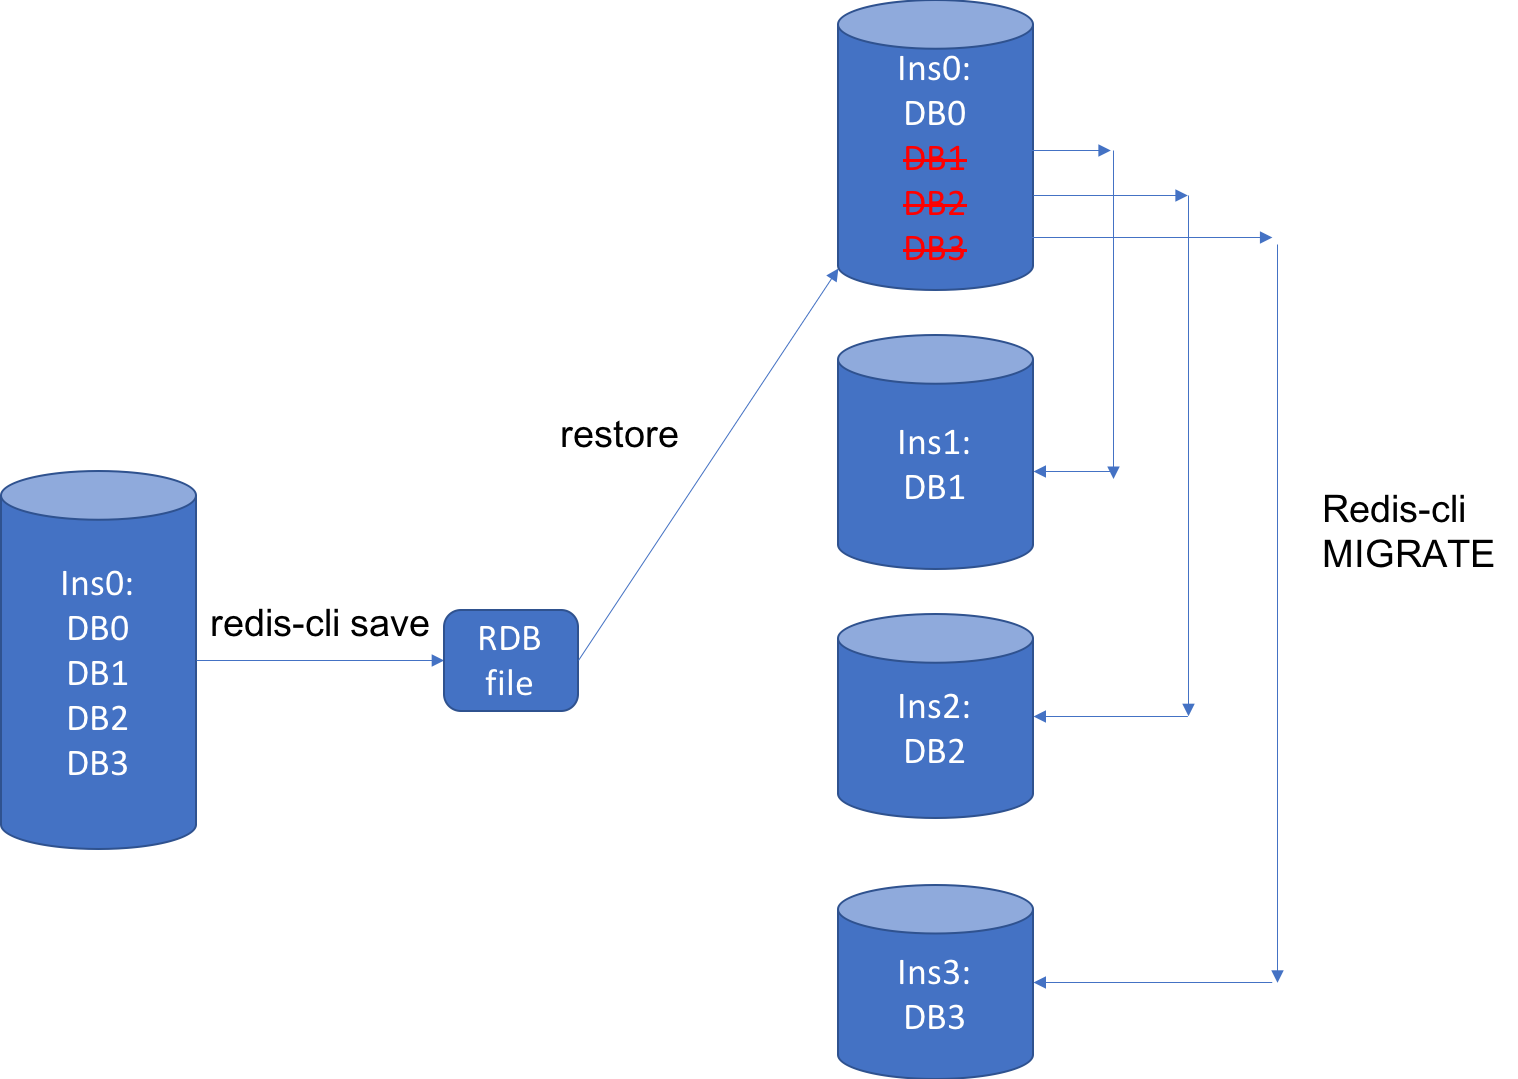 Ins0:
DB0
DB1
DB2
DB3
redis-cli save
RDB
file
restore
Ins0:
DB0
DB1
DB2
DB3
Ins1:
DB1
Ins2:
DB2
Ins3:
DB3
Redis-cli
MIGRATE